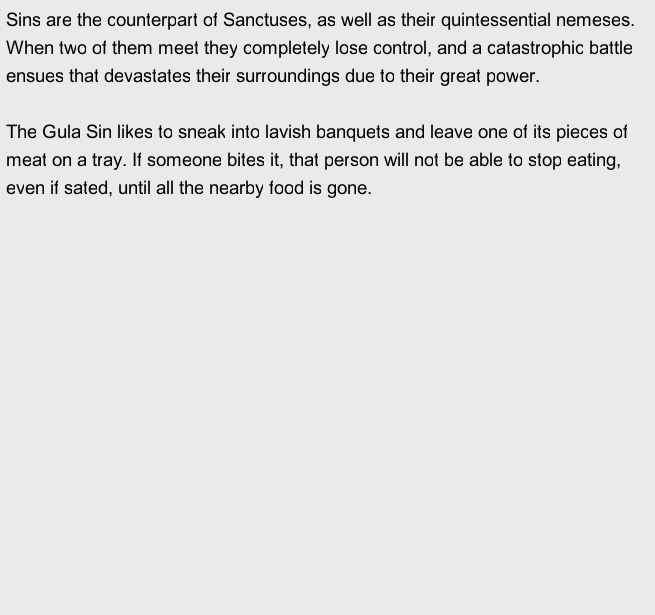 Sins are the counterpart of Sanctuses, as well as their quintessential nemeses.
When two of them meet they completely lose control, and a catastrophic battle
ensues that devastates their surroundings due to their great power.

The Gula Sin likes to sneak into lavish banquets and leave one of its pieces of
meat on a tray. If someone bites it, that person will not be able to stop eating,
even if sated, until all the nearby food is gone.